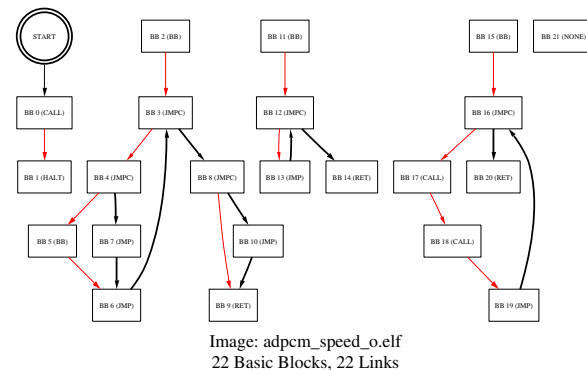 START
BB 2 (BB)
BB 11 (BB)
BB 15 (BB)
BB 21 (NONE)
BB 0 (CALL)
BB 3 (JMPC)
BB 12 (JMPC)
BB 16 (JMPC)
BB 1 (HALT)
BB 4 (JMPC)
BB 8 (JMPC)
BB 13 (JMP)
BB 14 (RET)
BB 17 (CALL)
BB 20 (RET)
BB 5 (BB)
BB 7 (JMP)
BB 10 (JMP)
BB 18 (CALL)
BB 6 (JMP)
BB 9 (RET)
BB 19 (JMP)
Image: adpcm_speed_o.elf
22 Basic Blocks, 22 Links